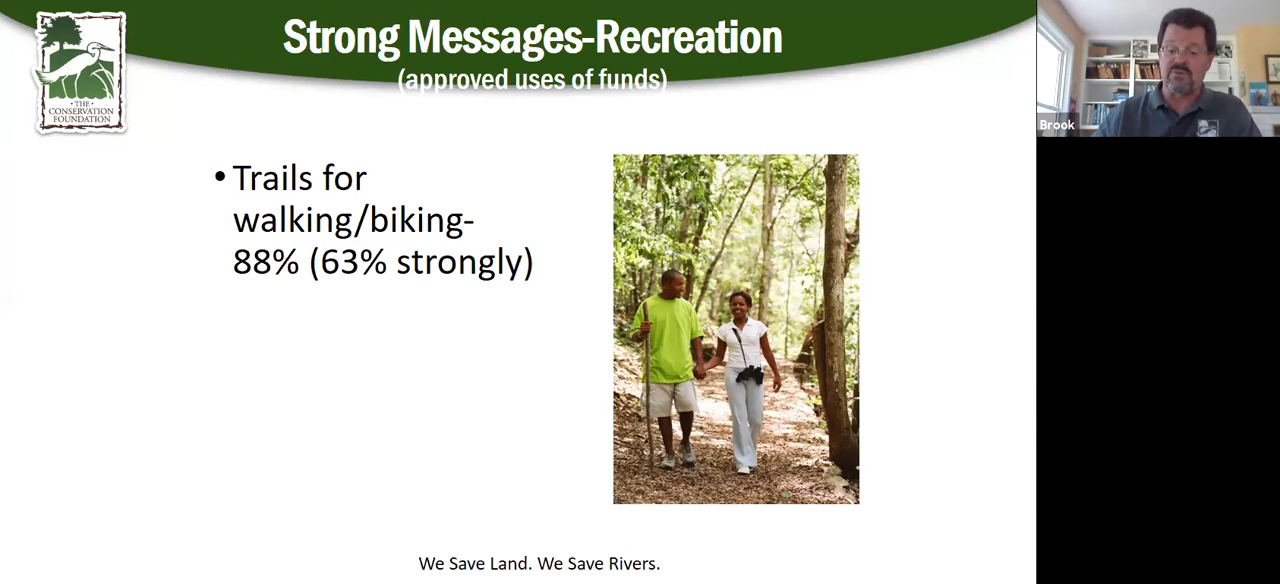 Strong Messages-Recreation
(approved uses of funds)
• THE •
CONSERVATION
FOUNDATION
• Trails for
walking/biking-
88% (63% strongly)
We Save Land. We Save Rivers.
Brook